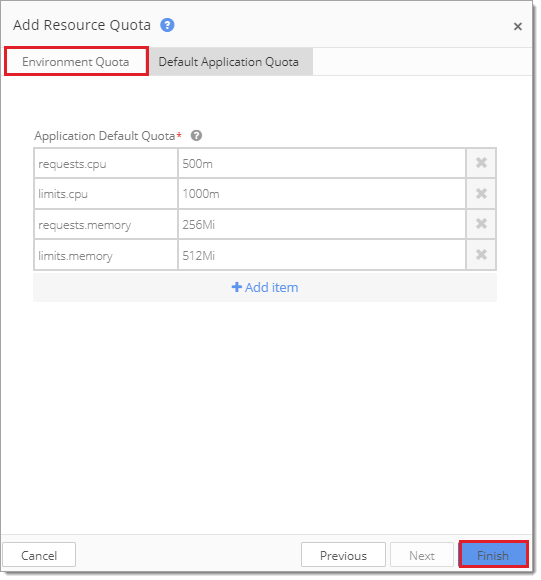 Add Resource Quota ?
×
Environment Quota Default Application Quota
Application Default Quota* ?
requests.cpu 500m
limits.cpu 1000m
requests.memory 256Mi
limits.memory 512Mi
+ Add item
Cancel Previous Next Finish